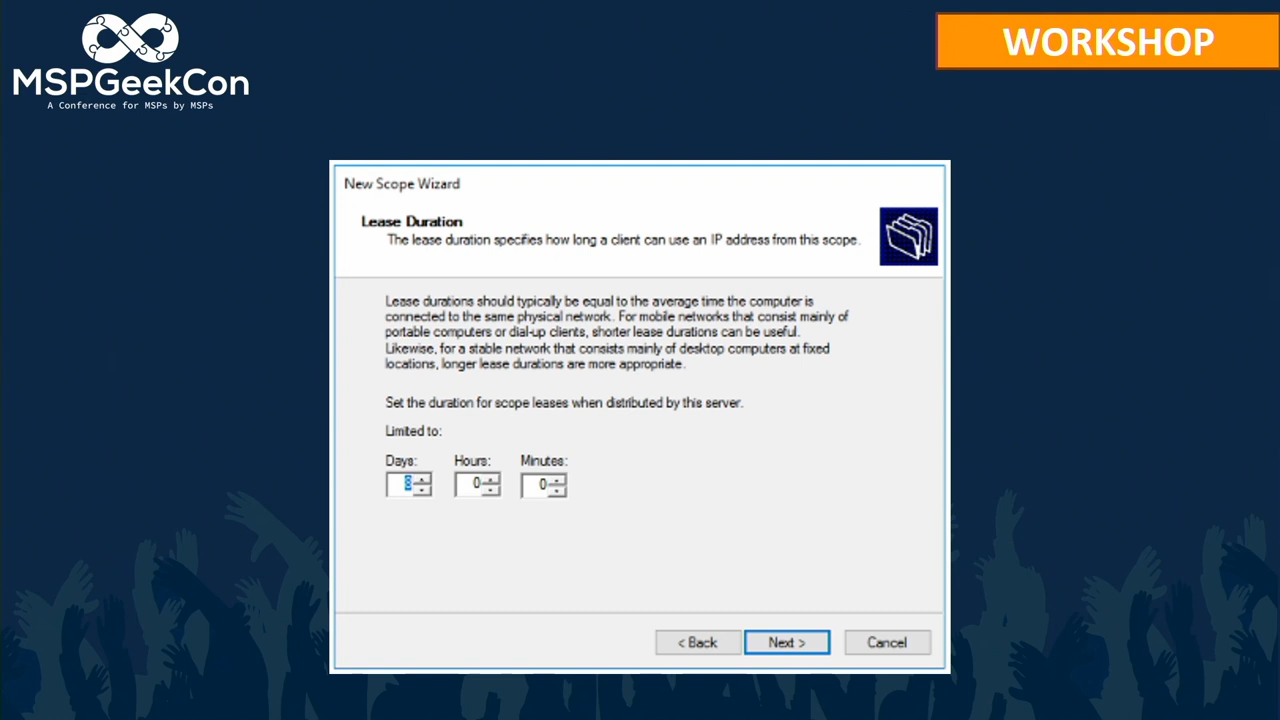 MSPGeekCon
A Conference for MSPs by MSPs
WORKSHOP
New Scope Wizard
Lease Duration
The lease duration specifies how long a client can use an IP address from this scope.
Lease durations should typically be equal to the average time the computer is
connected to the same physical network. For mobile networks that consist mainly of
portable computers or dial-up clients, shorter lease durations can be useful.
Likewise, for a stable network that consists mainly of desktop computers at fixed
locations, longer lease durations are more appropriate.
Set the duration for scope leases when distributed by this server.
Limited to:
Days: Hours: Minutes:
8 0 0
< Back Next > Cancel